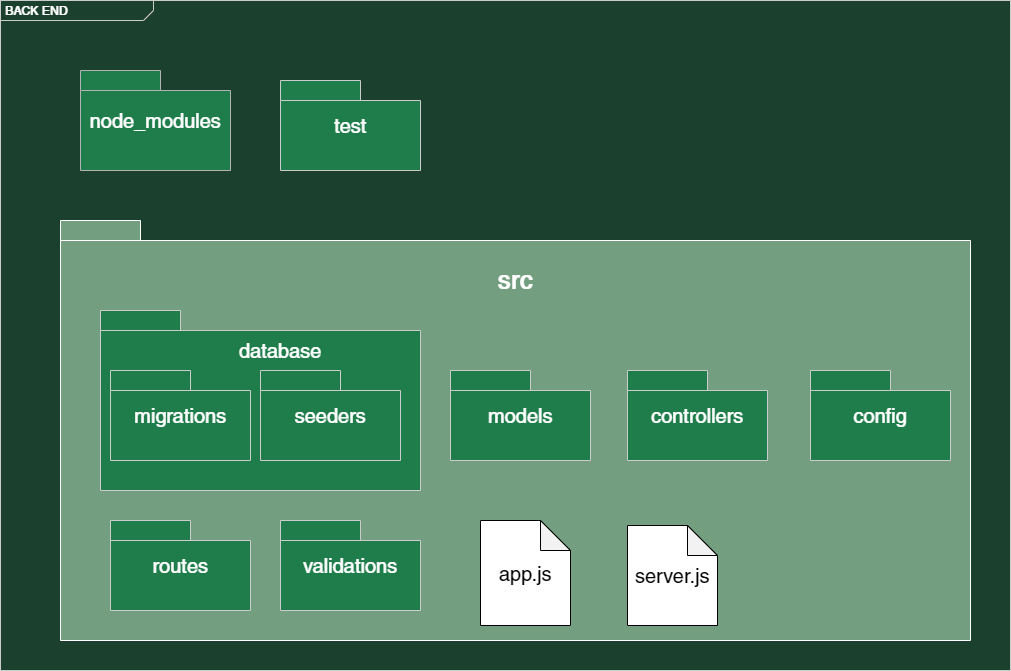 BACK END
node_modules
test
src
database
migrations
seeders
models
controllers
config
routes
validations
app.js
server.js